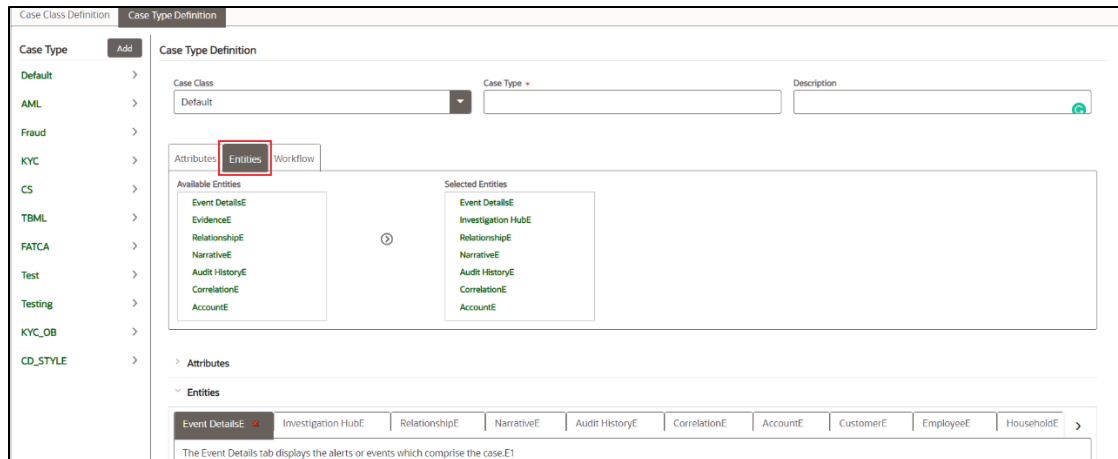 Case Class Definition Case Type Definition
Case Type Add
Default
AML
Fraud
KYC
CS
TBML
FATCA
Test
Testing
KYC_OB
CD_STYLE
Case Type Definition
Case Class Case Type * Description
Default
Attributes Entities Workflow
Available Entities Selected Entities
Event DetailsE Event DetailsE
EvidenceE Investigation HubE
RelationshipE RelationshipE
NarrativeE NarrativeE
Audit HistoryE Audit HistoryE
CorrelationE CorrelationE
AccountE AccountE
Attributes
Entities
Event DetailsE Investigation HubE RelationshipE NarrativeE Audit HistoryE CorrelationE AccountE CustomerE EmployeeE HouseholdE
The Event Details tab displays the alerts or events which comprise the case.E1